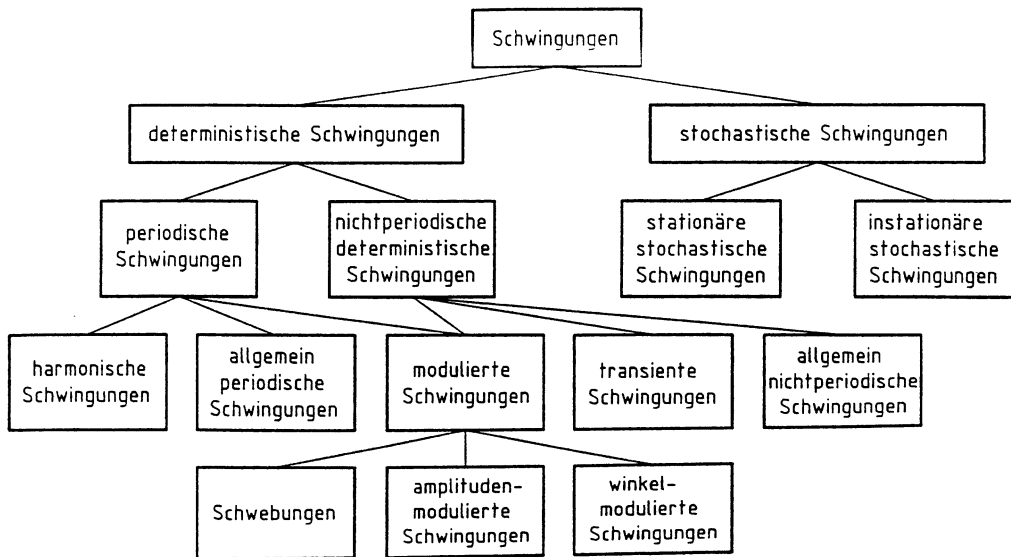 Schwingungen
deterministische Schwingungen
stochastische Schwingungen
periodische
Schwingungen
nichtperiodische
deterministische
Schwingungen
stationäre
stochastische
Schwingungen
instationäre
stochastische
Schwingungen
harmonische
Schwingungen
allgemein
periodische
Schwingungen
modulierte
Schwingungen
transiente
Schwingungen
allgemein
nichtperiodische
Schwingungen
Schwebungen
amplituden-
modulierte
Schwingungen
winkel-
modulierte
Schwingungen